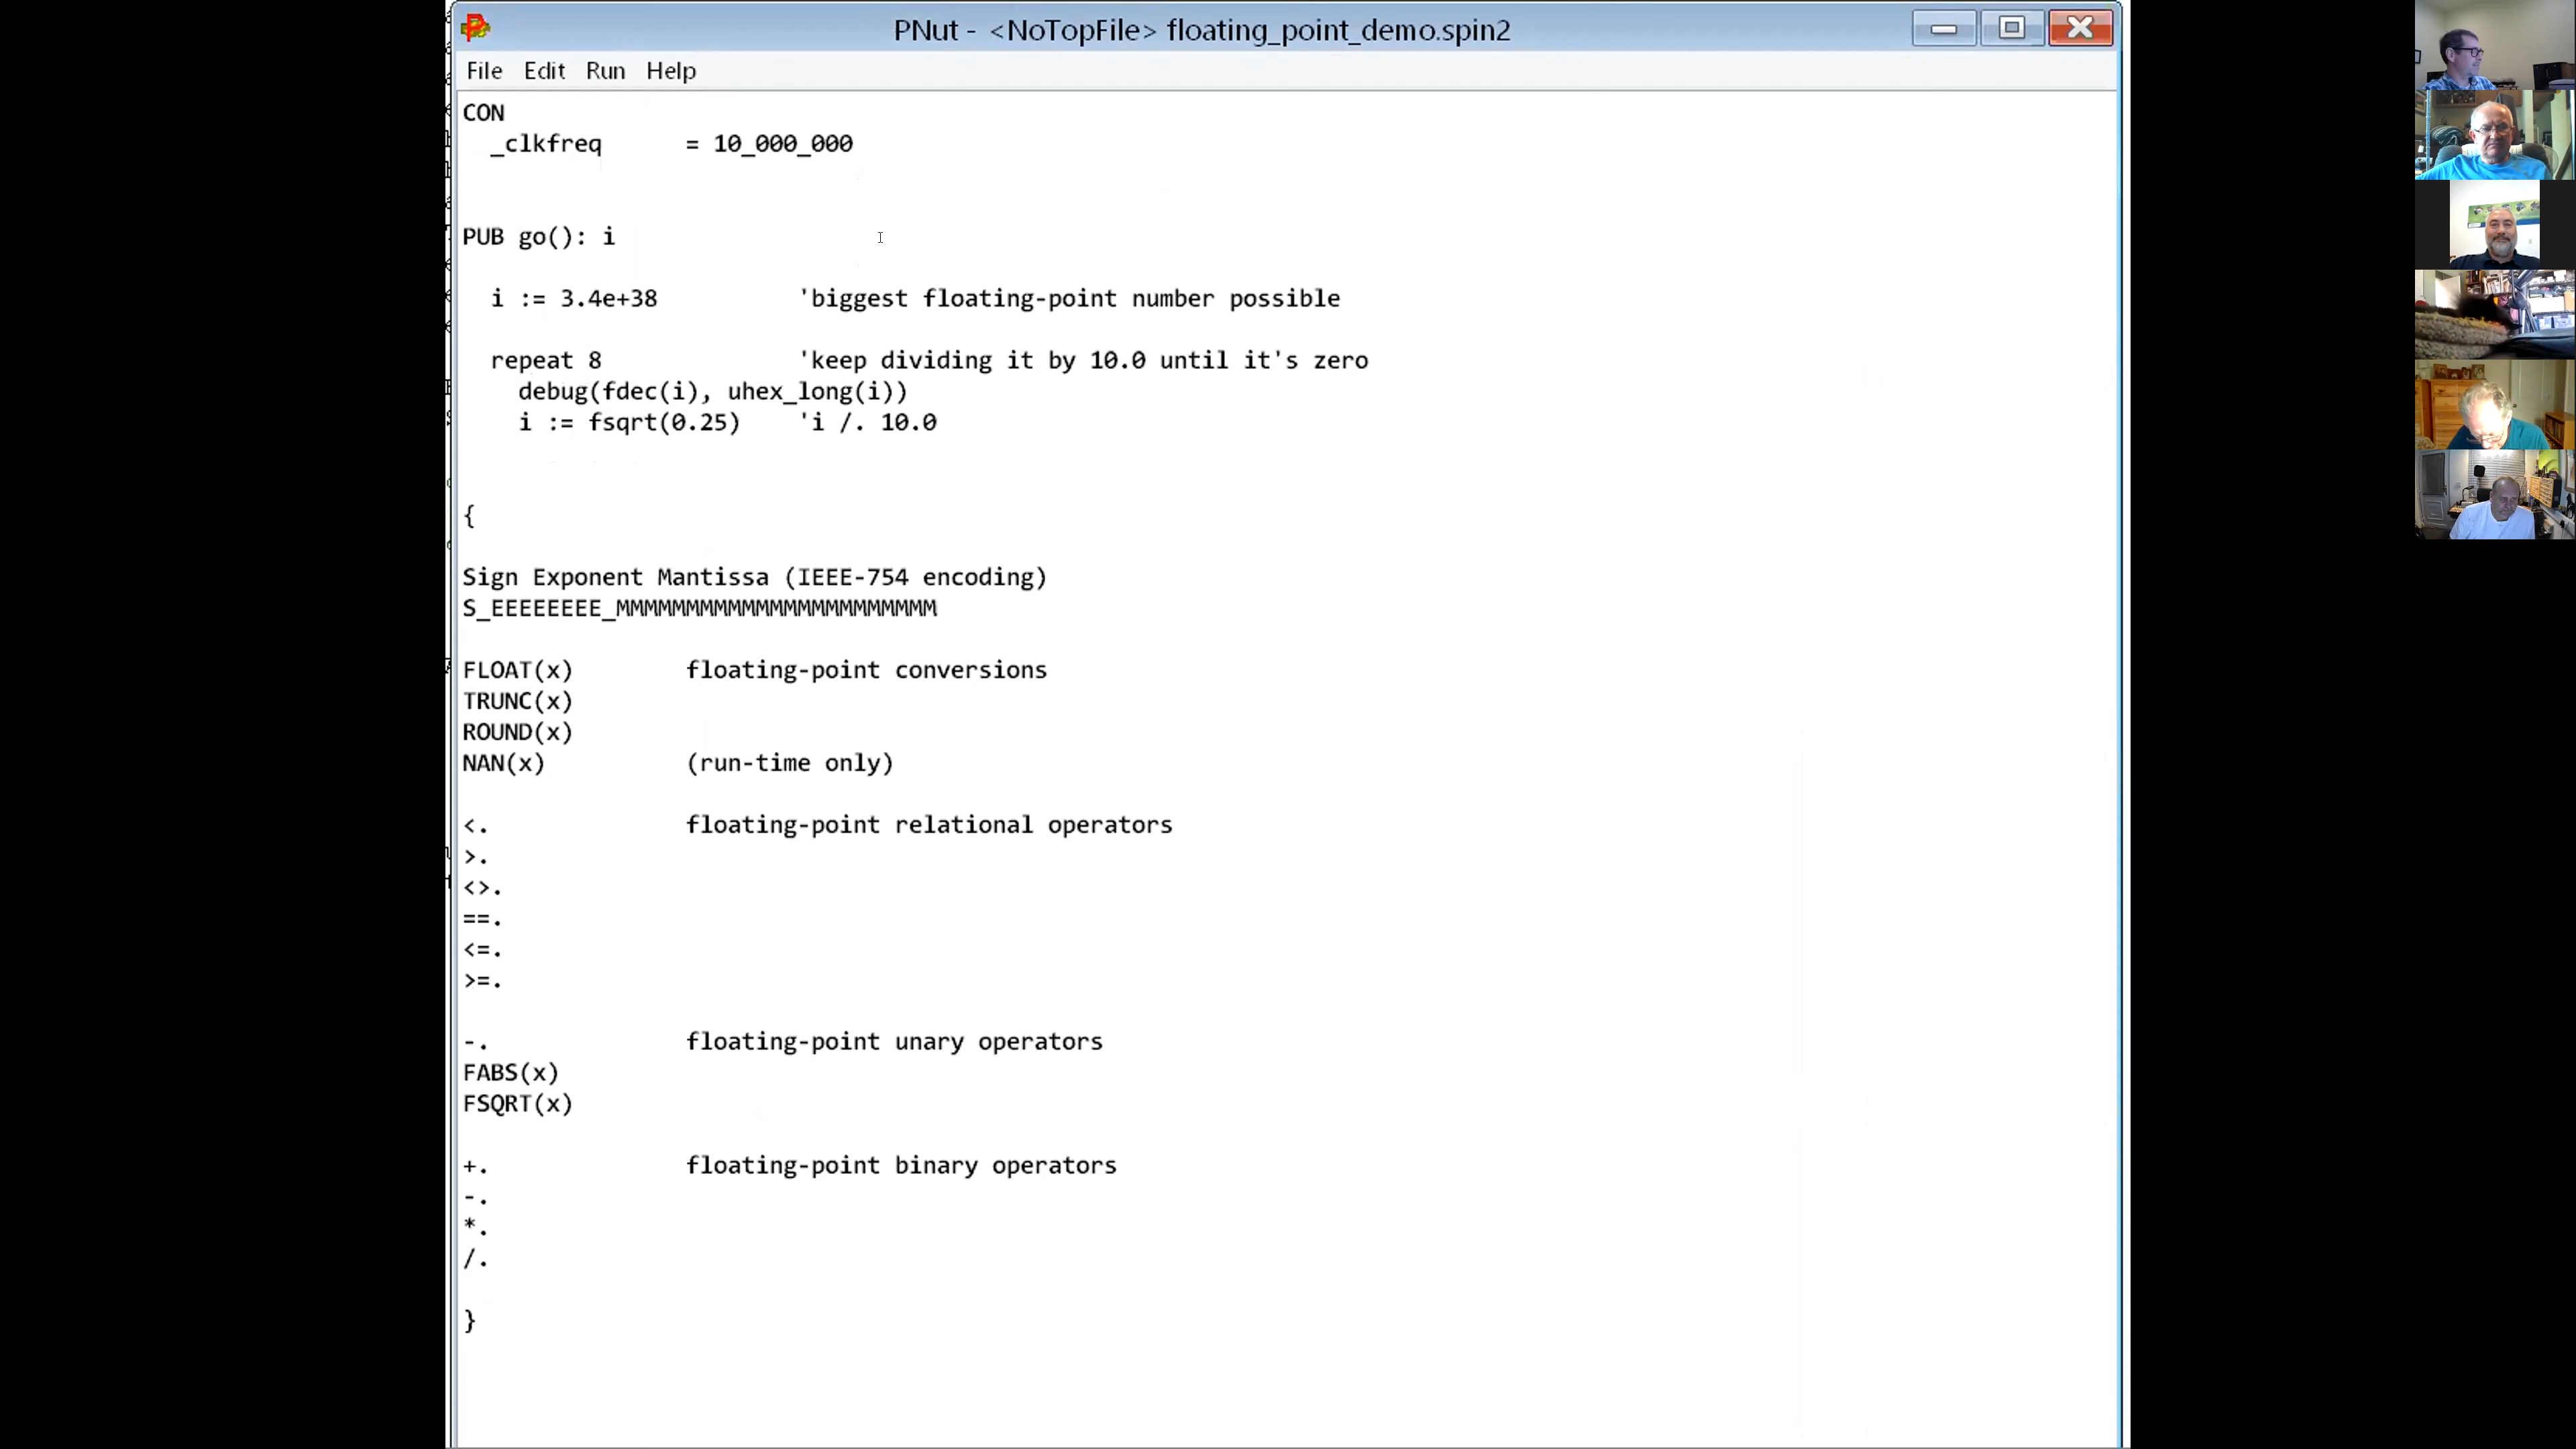 PNut - <NoTopFile> floating_point_demo.spin2
File Edit Run Help
CON
_clkfreq = 10_000_000
PUB go(): i
i := 3.4e+38 'biggest floating-point number possible
repeat 8 'keep dividing it by 10.0 until it's zero
debug(fdec(i), uhex_long(i))
i := fsqrt(0.25) 'i /. 10.0
{
Sign Exponent Mantissa (IEEE-754 encoding)
S_EEEEEEEE_MMMMMMMMMMMMMMMMMMMMMMM
FLOAT(x) floating-point conversions
TRUNC(x)
ROUND(x)
NAN(x) (run-time only)
<. floating-point relational operators
>.
<>.
==.
<=.
>=.
-. floating-point unary operators
FABS(x)
FSQRT(x)
+. floating-point binary operators
-.
*.
/.
}